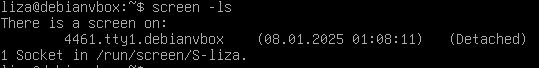 liza@debianvbox:~$ screen -ls
There is a screen on:
4461.tty1.debianvbox (08.01.2025 01:08:11) (Detached)
1 Socket in /run/screen/S-liza.